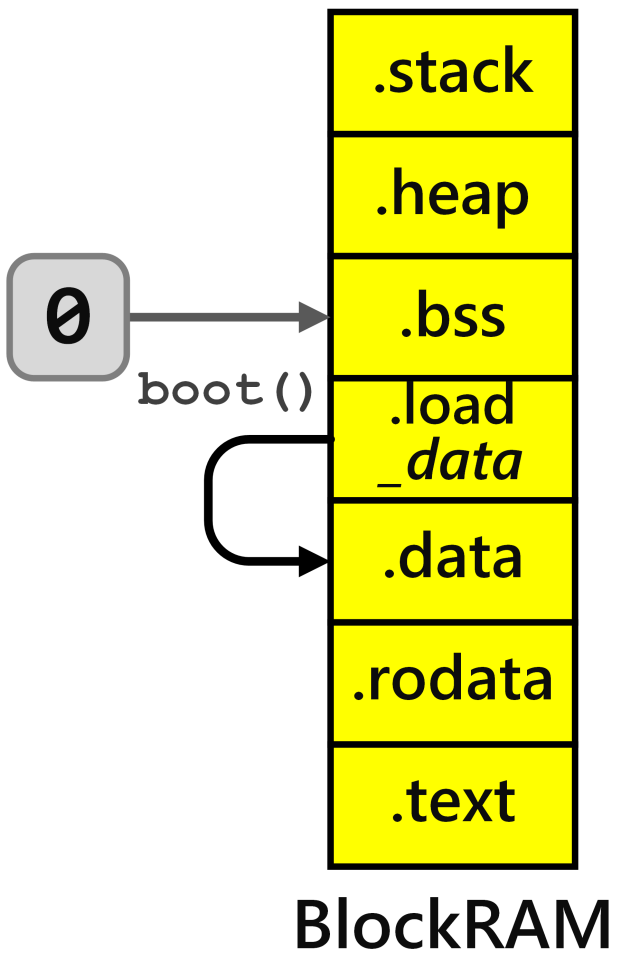 .stack
.heap
0
.bss
boot()
.load
_data
.data
.rodata
.text
BlockRAM